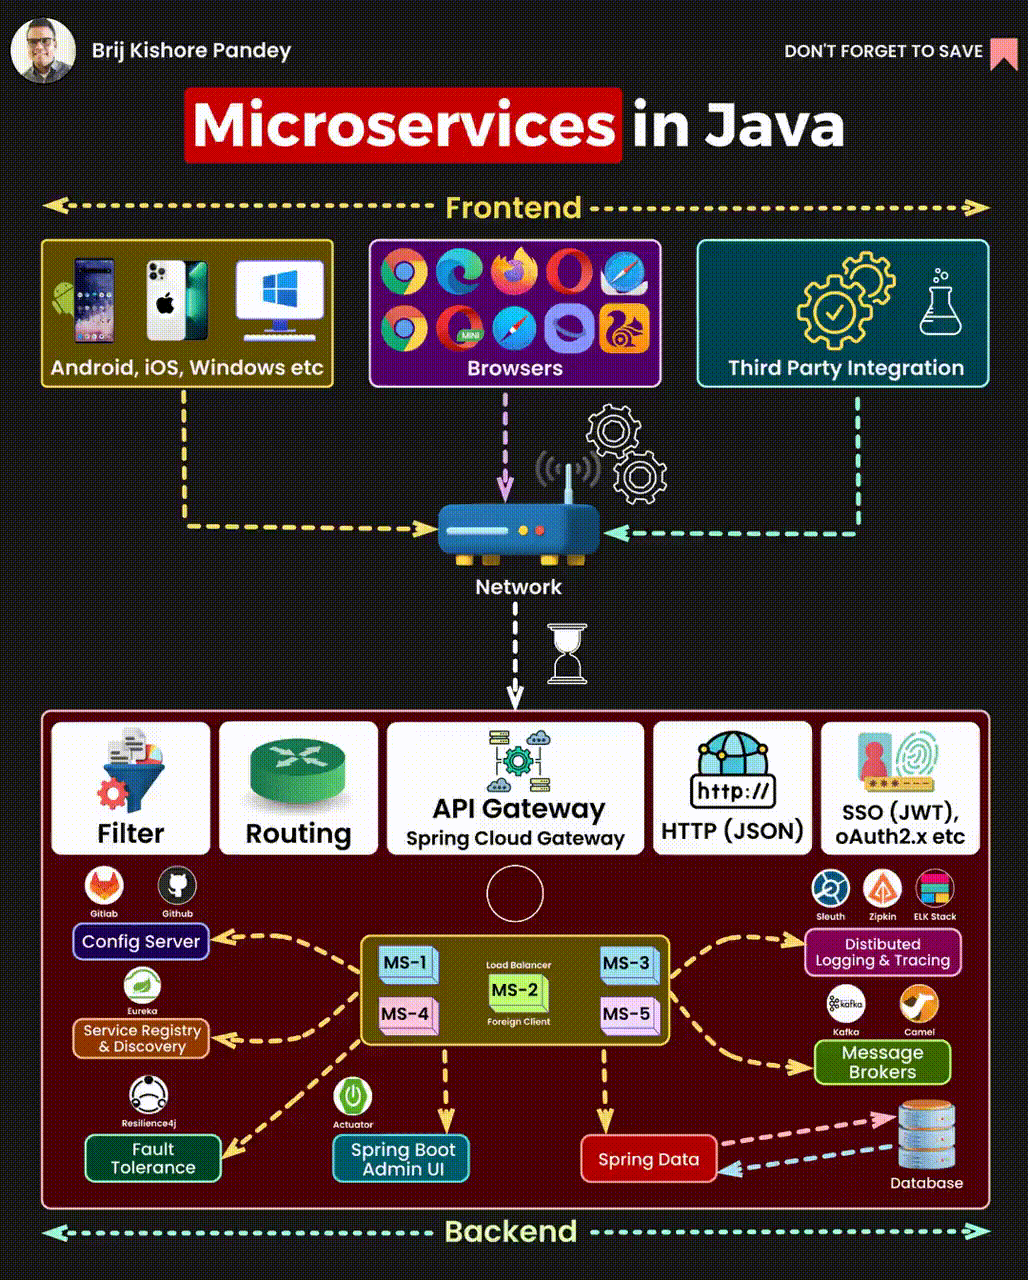 Brij Kishore Pandey
DON'T FORGET TO SAVE
Microservices in Java
Frontend
Android, iOS, Windows etc
MINI
Browsers
Third Party Integration
Network
Filter
Routing
API Gateway
Spring Cloud Gateway
http://
HTTP (JSON)
SSO (JWT),
oAuth2.x etc
Gitlab
Github
Config Server
Eureka
Service Registry
& Discovery
Resilience4j
Fault
Tolerance
MS-1
MS-4
Load Balancer
MS-2
Foreign Client
MS-3
MS-5
Actuator
Spring Boot
Admin UI
Spring Data
Sleuth
Zipkin
ELK Stack
Distibuted
Logging & Tracing
kafka
Kafka
Camel
Message
Brokers
Database
Backend